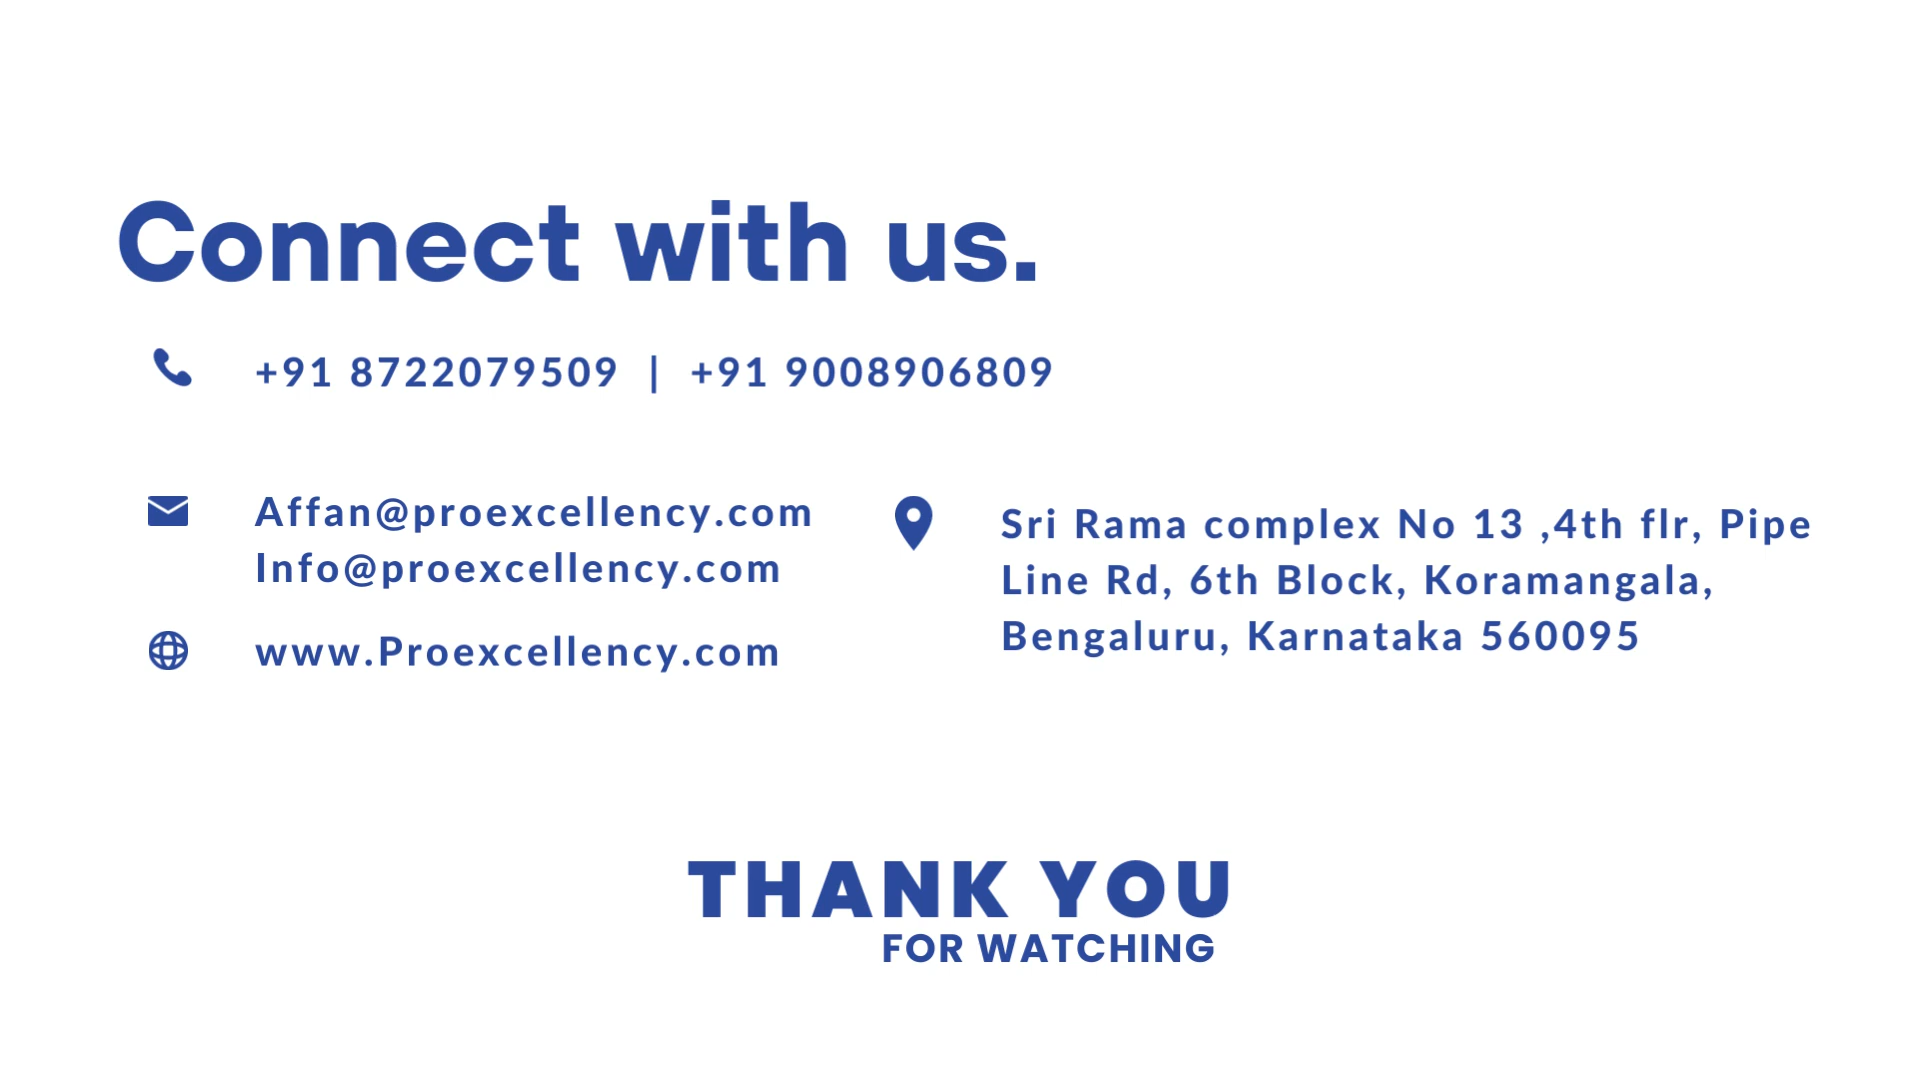 Connect with us.
+91 8722079509 | +91 9008906809
Affan@proexcellency.com
Info@proexcellency.com
www.Proexcellency.com
Sri Rama complex No 13 ,4th flr, Pipe
Line Rd, 6th Block, Koramangala,
Bengaluru, Karnataka 560095
THANK YOU
FOR WATCHING